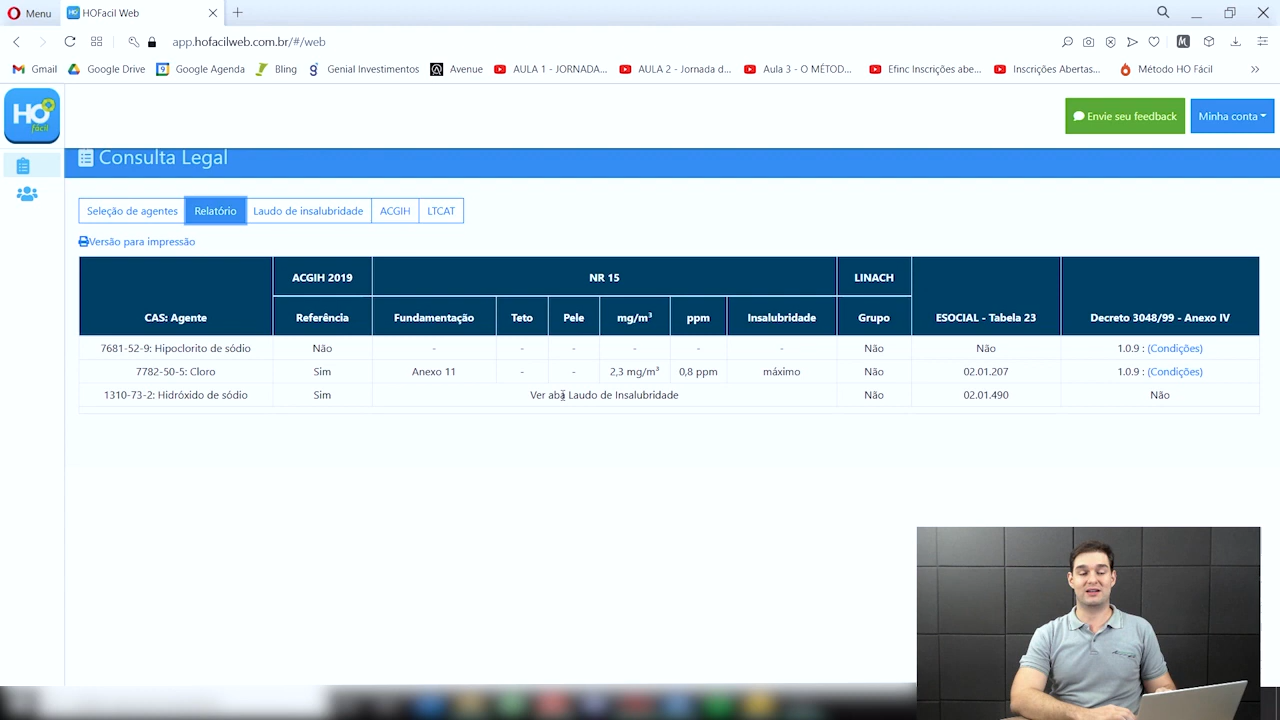 Menu
HOFacil Web
app.hofacilweb.com.br/#/web
Gmail
Google Drive
Google Agenda
Bling
Genial Investimentos
Avenue
AULA 1 - JORNADA...
AULA 2 - Jornada d...
Aula 3 - O MÉTOD...
Efinc Inscrições abe...
Inscrições Abertas...
Método HO Fácil
HO
fácil
Envie seu feedback
Minha conta
Consulta Legal
Seleção de agentes
Relatório
Laudo de insalubridade
ACGIH
LTCAT
Versão para impressão
ACGIH 2019
NR 15
LINACH
CAS: Agente
Referência
Fundamentação
Teto
Pele
mg/m³
ppm
Insalubridade
Grupo
ESOCIAL - Tabela 23
Decreto 3048/99 - Anexo IV
7681-52-9: Hipoclorito de sódio Não - - - - - - Não Não 1.0.9 : (Condições)
7782-50-5: Cloro Sim Anexo 11 - - 2,3 mg/m³ 0,8 ppm máximo Não 02.01.207 1.0.9 : (Condições)
1310-73-2: Hidróxido de sódio Sim Ver aba Laudo de Insalubridade Não 02.01.490 Não